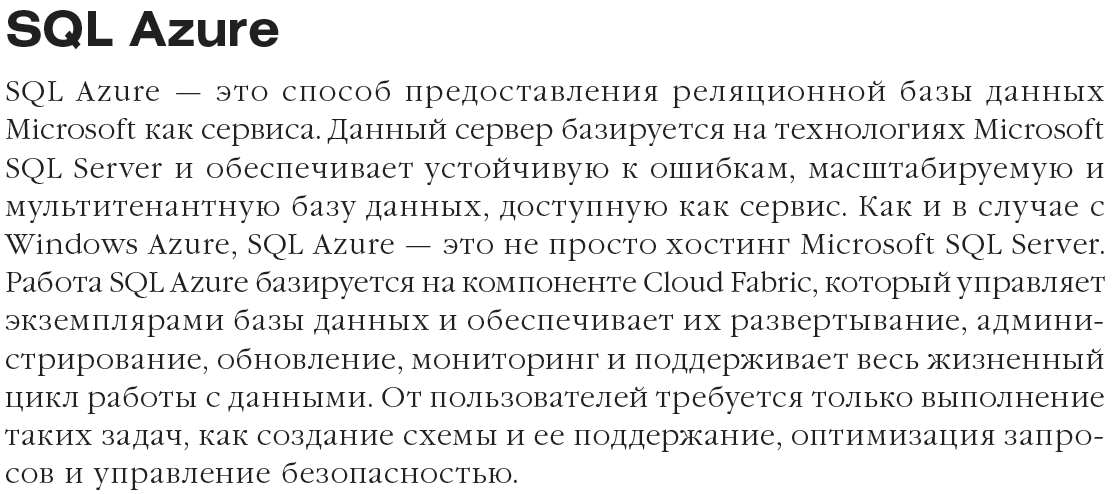 SQL Azure
SQL Azure — это способ предоставления реляционной базы данных
Microsoft как сервиса. Данный сервер базируется на технологиях Microsoft
SQL Server и обеспечивает устойчивую к ошибкам, масштабируемую и
мультитенантную базу данных, доступную как сервис. Как и в случае с
Windows Azure, SQL Azure — это не просто хостинг Microsoft SQL Server.
Работа SQL Azure базируется на компоненте Cloud Fabric, который управляет
экземплярами базы данных и обеспечивает их развертывание, админи-
стрирование, обновление, мониторинг и поддерживает весь жизненный
цикл работы с данными. От пользователей требуется только выполнение
таких задач, как создание схемы и ее поддержание, оптимизация запро-
сов и управление безопасностью.